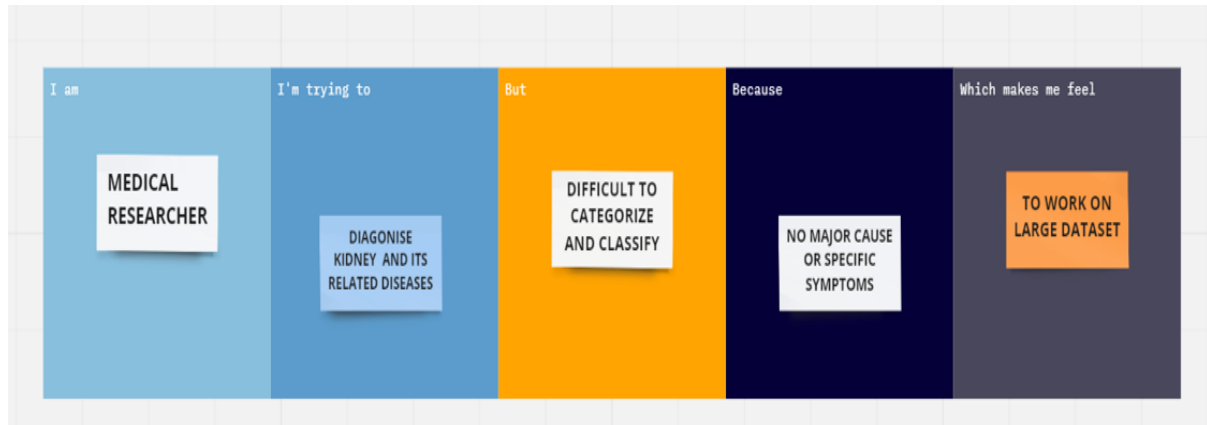 I am
MEDICAL
RESEARCHER
I'm trying to
DIAGONISE
KIDNEY AND ITS
RELATED DISEASES
But
DIFFICULT TO
CATEGORIZE
AND CLASSIFY
Because
NO MAJOR CAUSE
OR SPECIFIC
SYMPTOMS
Which makes me feel
TO WORK ON
LARGE DATASET